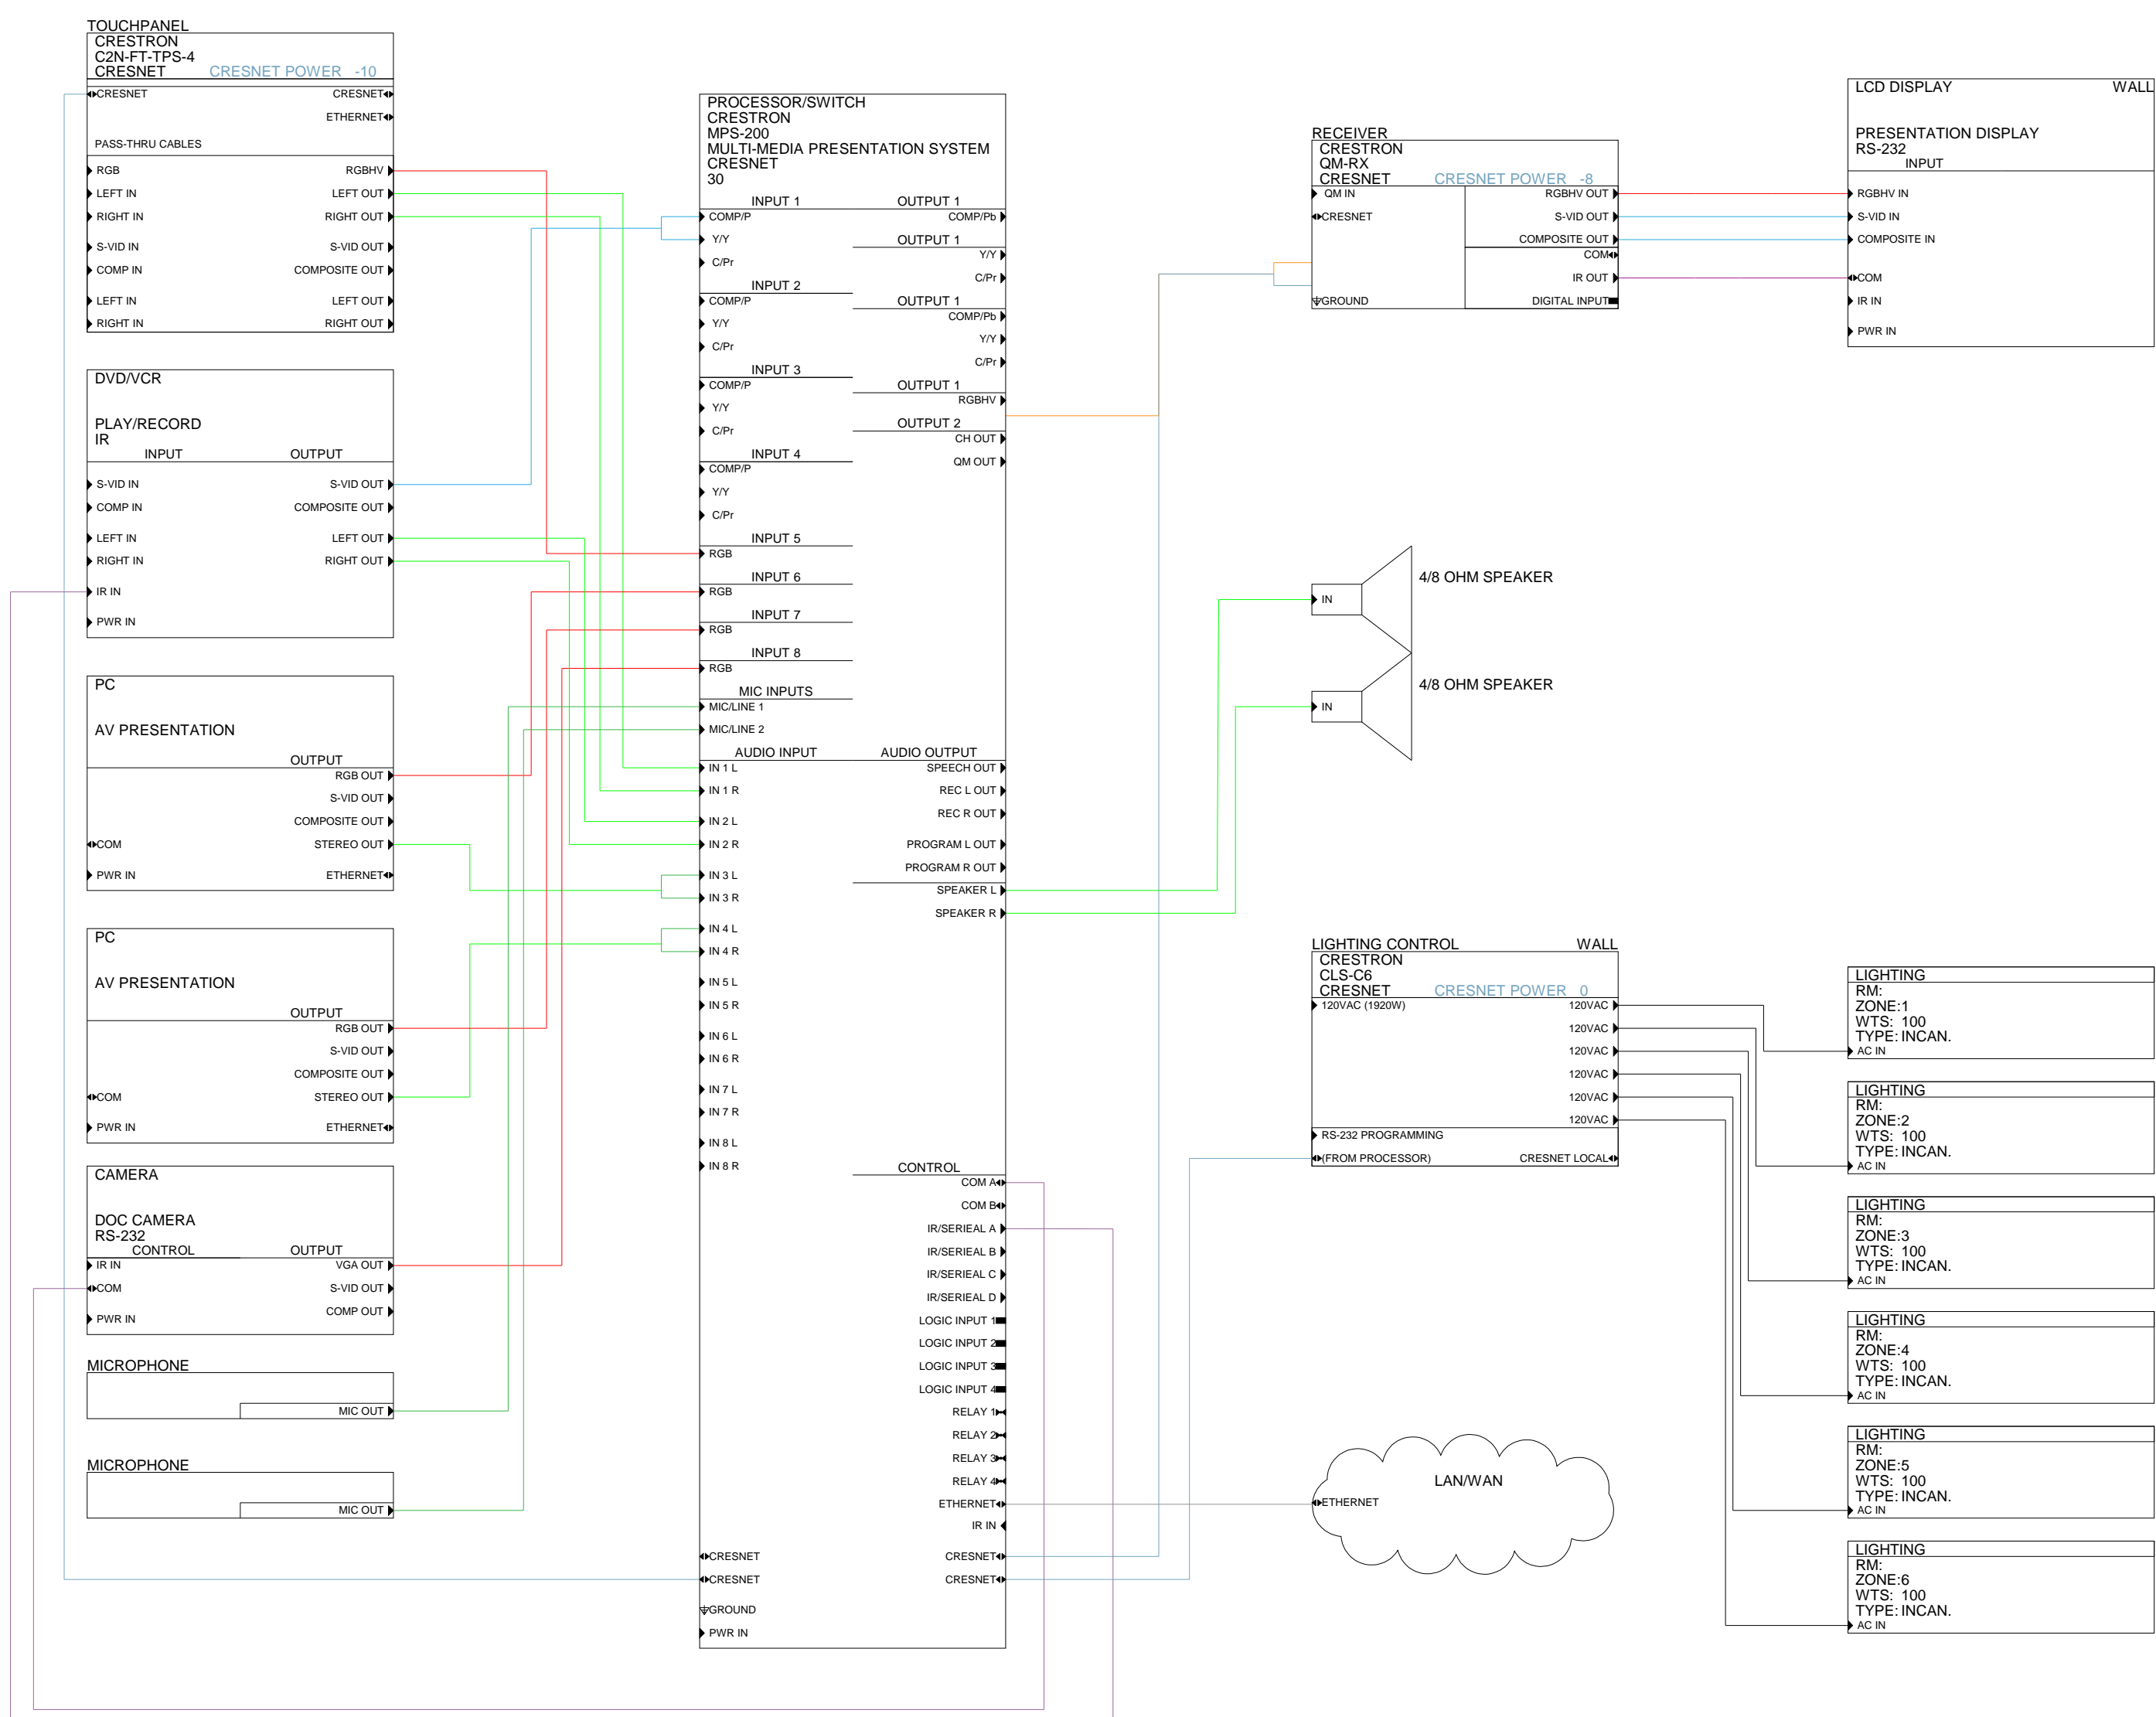 TOUCHPANEL
CRESTRON
C2N-FT-TPS-4
CRESNET CRESNET POWER -10
CRESNET CRESNET
ETHERNET
PASS-THRU CABLES
RGB RGBHV
LEFT IN LEFT OUT
RIGHT IN RIGHT OUT
S-VID IN S-VID OUT
COMP IN COMPOSITE OUT
LEFT IN LEFT OUT
RIGHT IN RIGHT OUT
DVD/VCR
PLAY/RECORD
IR
INPUT OUTPUT
S-VID IN S-VID OUT
COMP IN COMPOSITE OUT
LEFT IN LEFT OUT
RIGHT IN RIGHT OUT
IR IN
PWR IN
PC
AV PRESENTATION
OUTPUT
RGB OUT
S-VID OUT
COMPOSITE OUT
COM STEREO OUT
PWR IN ETHERNET
PC
AV PRESENTATION
OUTPUT
RGB OUT
S-VID OUT
COMPOSITE OUT
COM STEREO OUT
PWR IN ETHERNET
CAMERA
DOC CAMERA
RS-232
CONTROL OUTPUT
IR IN VGA OUT
COM S-VID OUT
COMP OUT
PWR IN
MICROPHONE
MIC OUT
MICROPHONE
MIC OUT
PROCESSOR/SWITCH
CRESTRON
MPS-200
MULTI-MEDIA PRESENTATION SYSTEM
CRESNET
30
INPUT 1 OUTPUT 1
COMP/P COMP/Pb
Y/Y OUTPUT 1
Y/Y
C/Pr
C/Pr
INPUT 2 OUTPUT 1
COMP/P
COMP/Pb
Y/Y
Y/Y
C/Pr
C/Pr
INPUT 3 OUTPUT 1
COMP/P
RGBHV
Y/Y
OUTPUT 2
C/Pr
CH OUT
INPUT 4
QM OUT
COMP/P
Y/Y
C/Pr
INPUT 5
RGB
INPUT 6
RGB
INPUT 7
RGB
INPUT 8
RGB
MIC INPUTS
MIC/LINE 1
MIC/LINE 2
AUDIO INPUT AUDIO OUTPUT
IN 1 L SPEECH OUT
IN 1 R REC L OUT
IN 2 L REC R OUT
IN 2 R PROGRAM L OUT
PROGRAM R OUT
IN 3 L
SPEAKER L
IN 3 R
SPEAKER R
IN 4 L
IN 4 R
IN 5 L
IN 5 R
IN 6 L
IN 6 R
IN 7 L
IN 7 R
IN 8 L
IN 8 R
CONTROL
COM A
COM B
IR/SERIEAL A
IR/SERIEAL B
IR/SERIEAL C
IR/SERIEAL D
LOGIC INPUT 1
LOGIC INPUT 2
LOGIC INPUT 3
LOGIC INPUT 4
RELAY 1
RELAY 2
RELAY 3
RELAY 4
ETHERNET
IR IN
CRESNET CRESNET
CRESNET CRESNET
GROUND
PWR IN
RECEIVER
CRESTRON
QM-RX
CRESNET CRESNET POWER -8
QM IN RGBHV OUT
CRESNET S-VID OUT
COMPOSITE OUT
COM
IR OUT
GROUND DIGITAL INPUT
LCD DISPLAY WALL
PRESENTATION DISPLAY
RS-232
INPUT
RGBHV IN
S-VID IN
COMPOSITE IN
COM
IR IN
PWR IN
4/8 OHM SPEAKER
IN
4/8 OHM SPEAKER
IN
LIGHTING CONTROL WALL
CRESTRON
CLS-C6
CRESNET CRESNET POWER 0
120VAC (1920W) 120VAC
120VAC
120VAC
120VAC
120VAC
120VAC
RS-232 PROGRAMMING
(FROM PROCESSOR) CRESNET LOCAL
LAN/WAN
ETHERNET
LIGHTING
RM:
ZONE:1
WTS: 100
TYPE: INCAN.
AC IN
LIGHTING
RM:
ZONE:2
WTS: 100
TYPE: INCAN.
AC IN
LIGHTING
RM:
ZONE:3
WTS: 100
TYPE: INCAN.
AC IN
LIGHTING
RM:
ZONE:4
WTS: 100
TYPE: INCAN.
AC IN
LIGHTING
RM:
ZONE:5
WTS: 100
TYPE: INCAN.
AC IN
LIGHTING
RM:
ZONE:6
WTS: 100
TYPE: INCAN.
AC IN